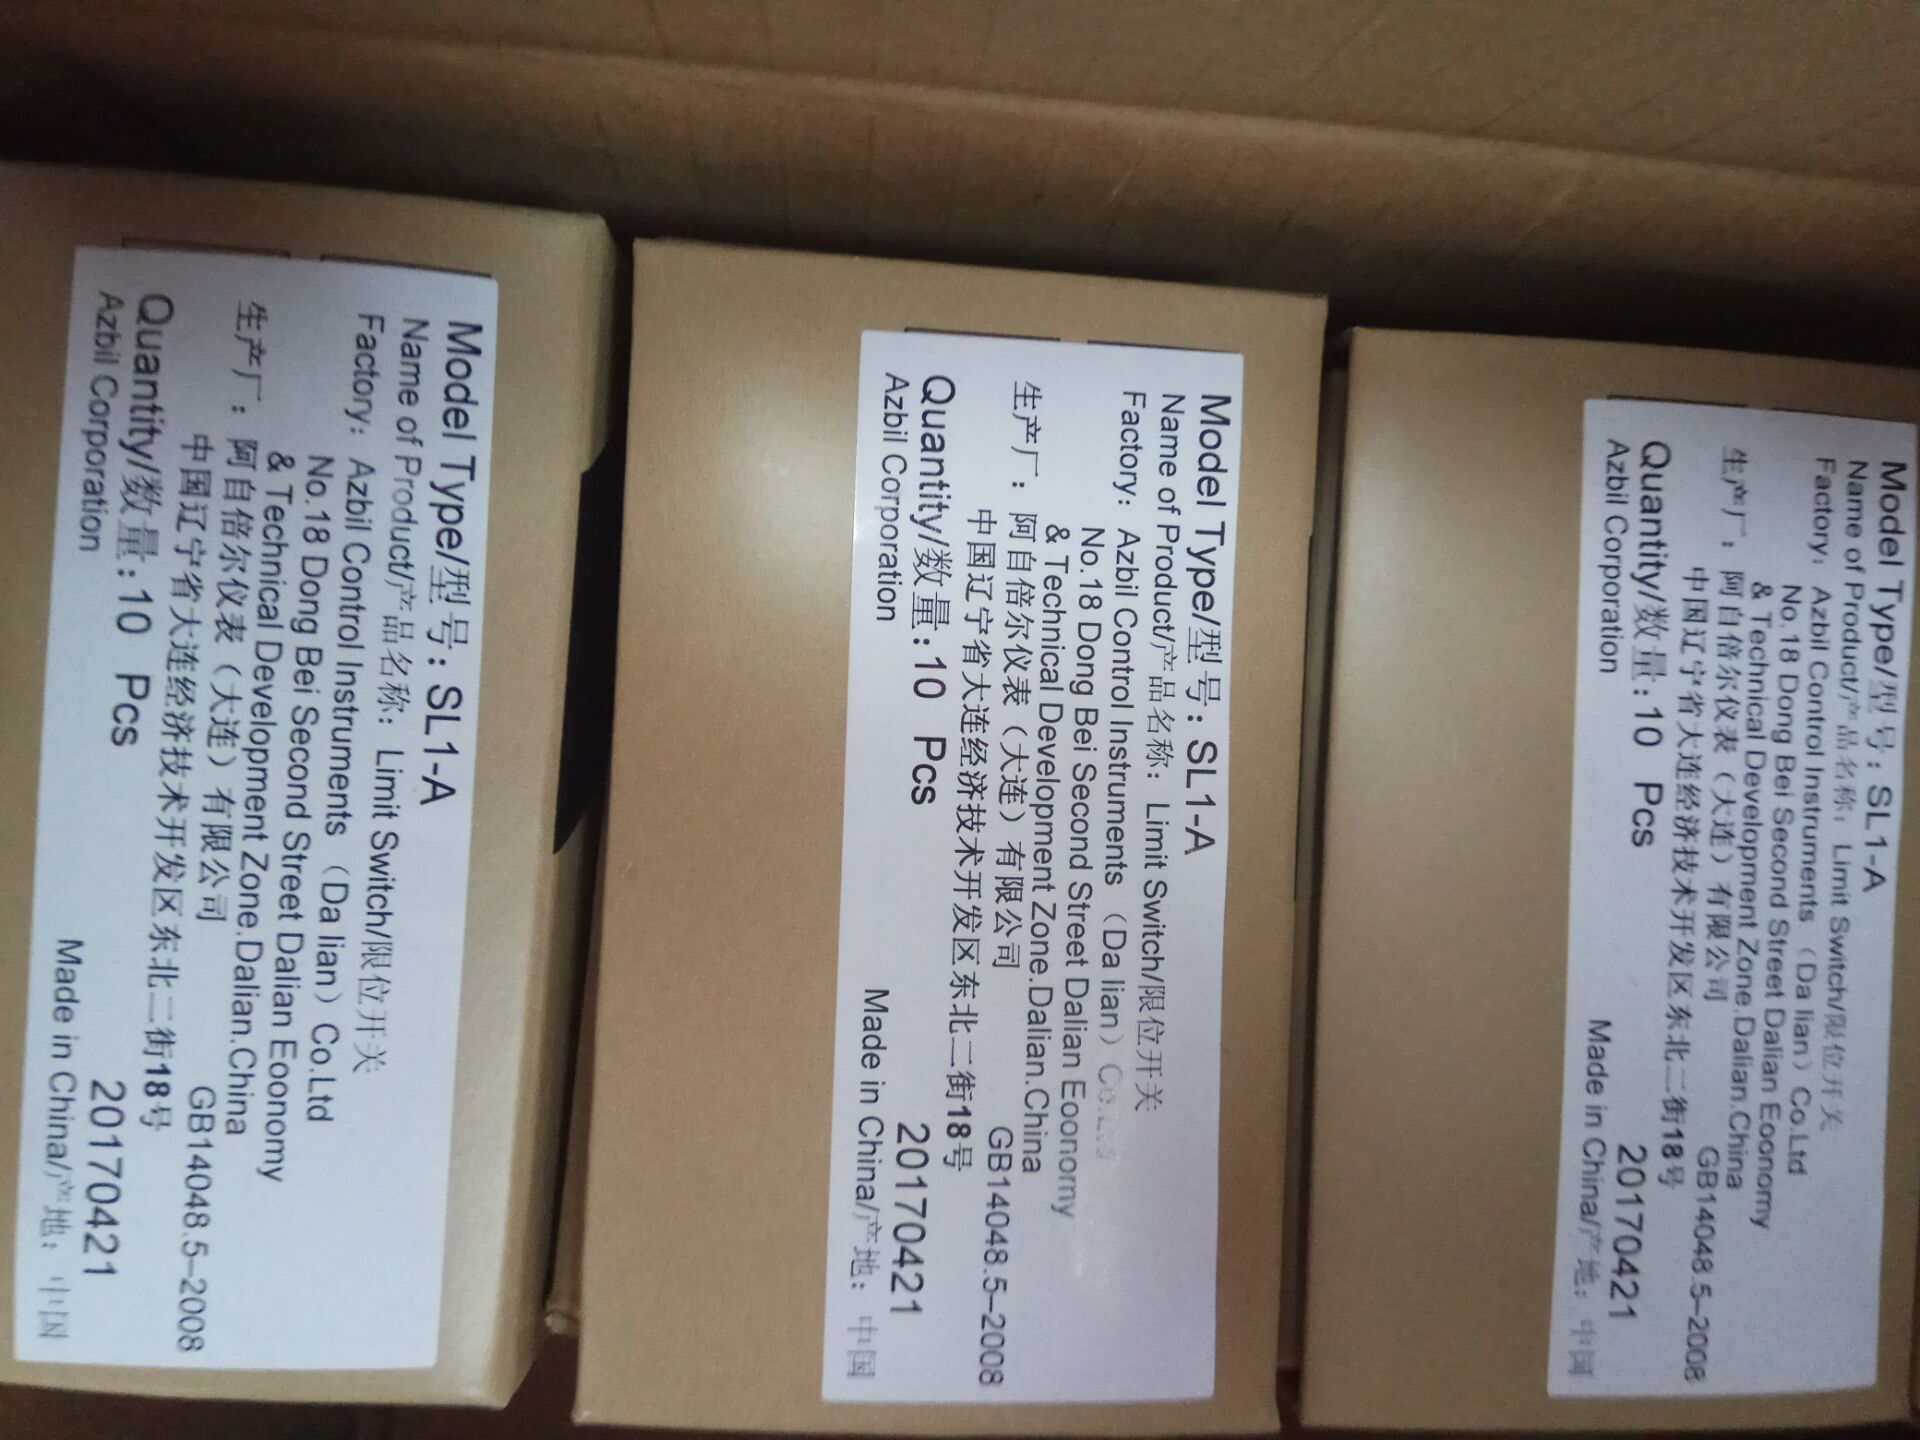 Model Type/型号: SL1-A
Name of Product/产品名称: Limit Switch/限位开关
Factory: Azbil Control Instruments （Da lian）Co.Ltd
No.18 Dong Bei Second Street Dalian Eoonomy
& Technical Development Zone.Dalian.China
生产厂: 阿自倍尔仪表（大连）有限公司
中国辽宁省大连经济技术开发区东北二街18号
GB14048.5–2008
Quantity/数量: 10 Pcs
20170421
Azbil Corporation
Made in China/产地: 中国
Model Type/型号: SL1-A
Name of Product/产品名称: Limit Switch/限位开关
Factory: Azbil Control Instruments （Da lian）Co.Ltd
No.18 Dong Bei Second Street Dalian Eoonomy
& Technical Development Zone.Dalian.China
生产厂: 阿自倍尔仪表（大连）有限公司
中国辽宁省大连经济技术开发区东北二街18号
GB14048.5–2008
Quantity/数量: 10 Pcs
20170421
Azbil Corporation
Made in China/产地: 中国
Model Type/型号: SL1-A
Name of Product/产品名称: Limit Switch/限位开关
Factory: Azbil Control Instruments （Da lian）Co.Ltd
No.18 Dong Bei Second Street Dalian Eoonomy
& Technical Development Zone.Dalian.China
生产厂: 阿自倍尔仪表（大连）有限公司
中国辽宁省大连经济技术开发区东北二街18号
GB14048.5–2008
Quantity/数量: 10 Pcs
20170421
Azbil Corporation
Made in China/产地: 中国